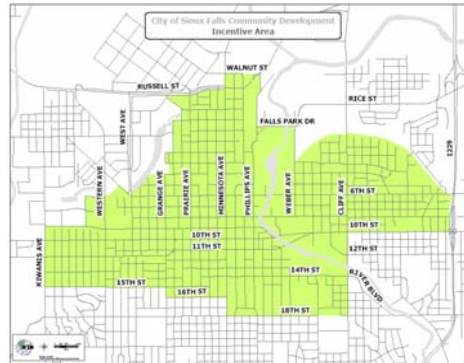 City of Sioux Falls Community Development
Incentive Area
WALNUT ST
RUSSELL ST
RICE ST
FALLS PARK DR
WEST AVE
I229
WESTERN AVE
GRANGE AVE
PRAIRIE AVE
MINNESOTA AVE
PHILLIPS AVE
WEBER AVE
CLIFF AVE
6TH ST
10TH ST
10TH ST
11TH ST
12TH ST
KIWANIS AVE
14TH ST
15TH ST
RIVER BLVD
16TH ST
18TH ST